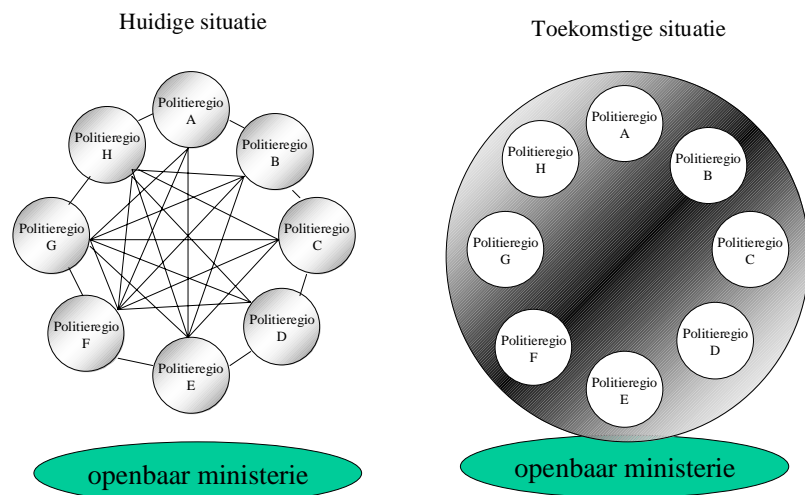 Huidige situatie
Politieregio
A
Politieregio
B
Politieregio
C
Politieregio
D
Politieregio
E
Politieregio
F
Politieregio
G
Politieregio
H
openbaar ministerie
Toekomstige situatie
Politieregio
A
Politieregio
B
Politieregio
C
Politieregio
D
Politieregio
E
Politieregio
F
Politieregio
G
Politieregio
H
openbaar ministerie